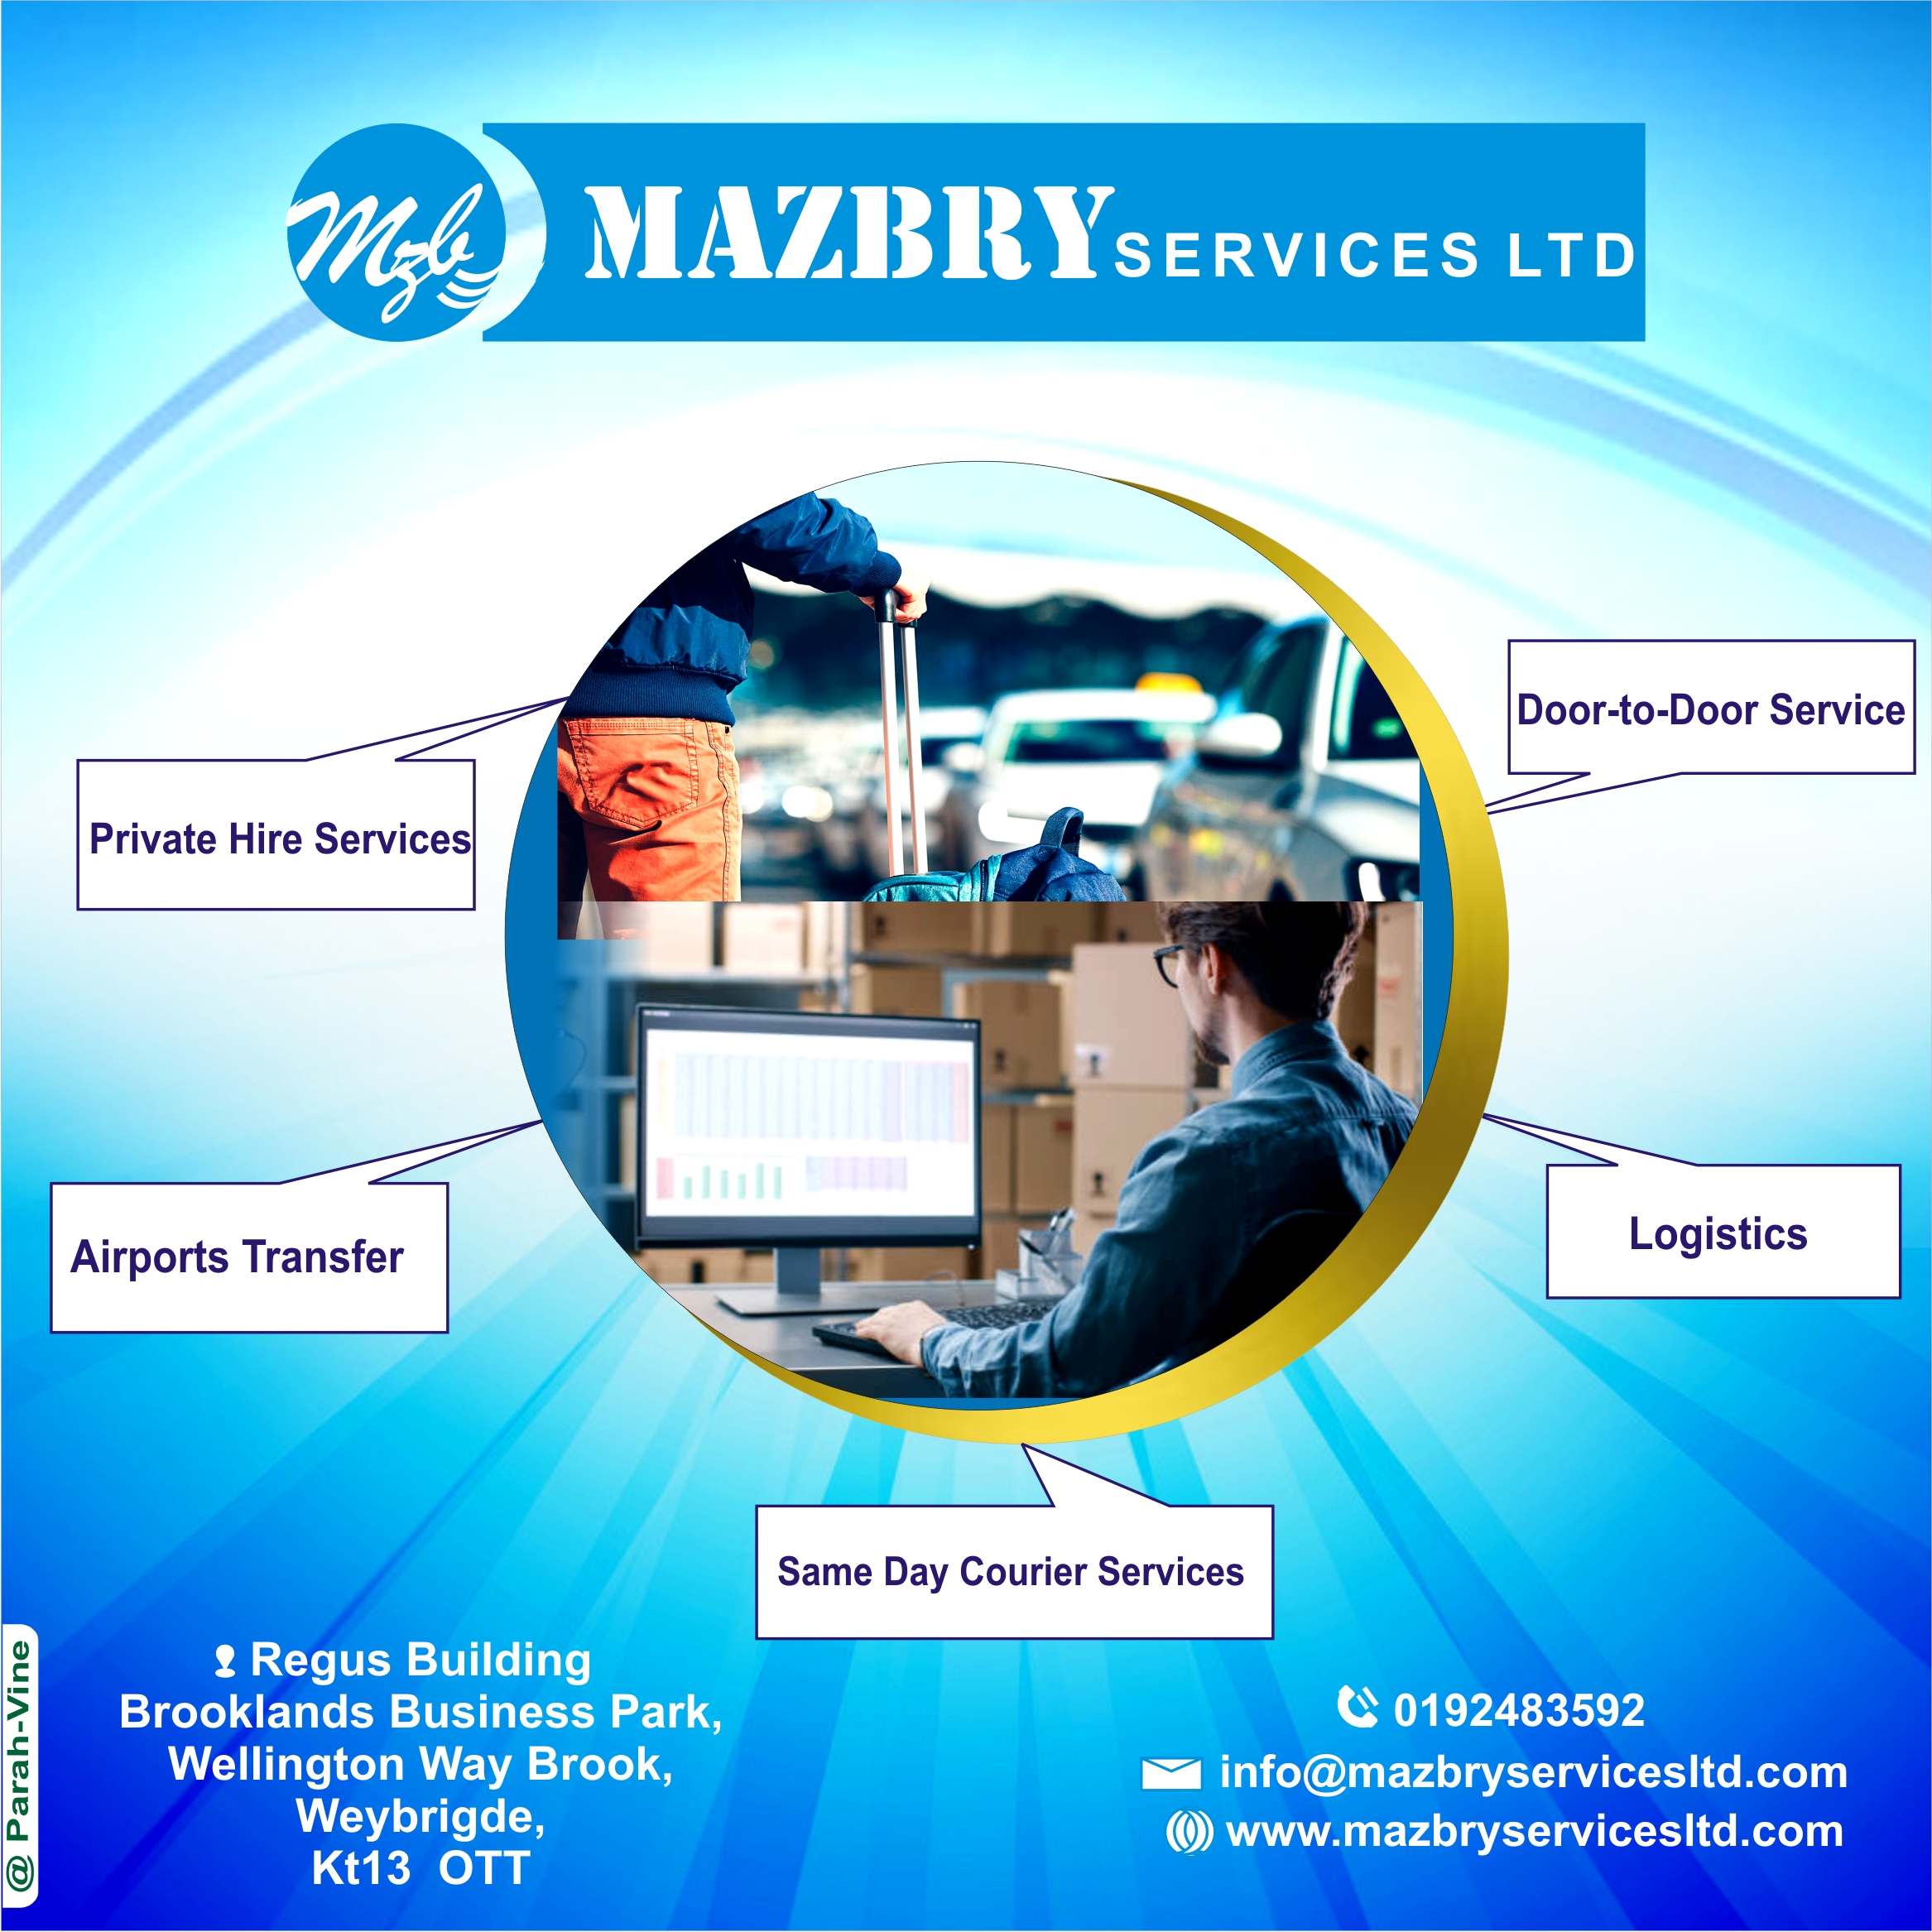 Mzb
MAZBRY SERVICES LTD
Door-to-Door Service
Private Hire Services
Logistics
Airports Transfer
Same Day Courier Services
Regus Building
Brooklands Business Park,
Wellington Way Brook,
Weybrigde,
Kt13 OTT
0192483592
info@mazbryservicesltd.com
www.mazbryservicesltd.com
@ Parah-Vine